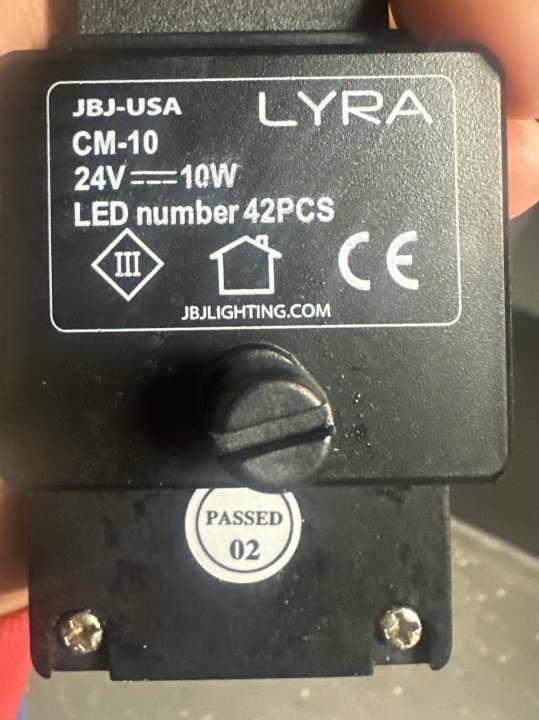 JBJ-USA
LYRA
CM-10
24V⎓10W
LED number 42PCS
III
CE
JBJLIGHTING.COM
PASSED
02